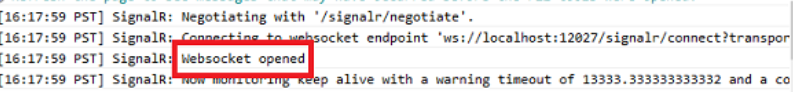 [16:17:59 PST] SignalR: Negotiating with '/signalr/negotiate'.
[16:17:59 PST] SignalR: Connecting to websocket endpoint 'ws://localhost:12027/signalr/connect?transpor
[16:17:59 PST] SignalR: Websocket opened
[16:17:59 PST] SignalR: Now monitoring keep alive with a warning timeout of 13333.333333333332 and a co